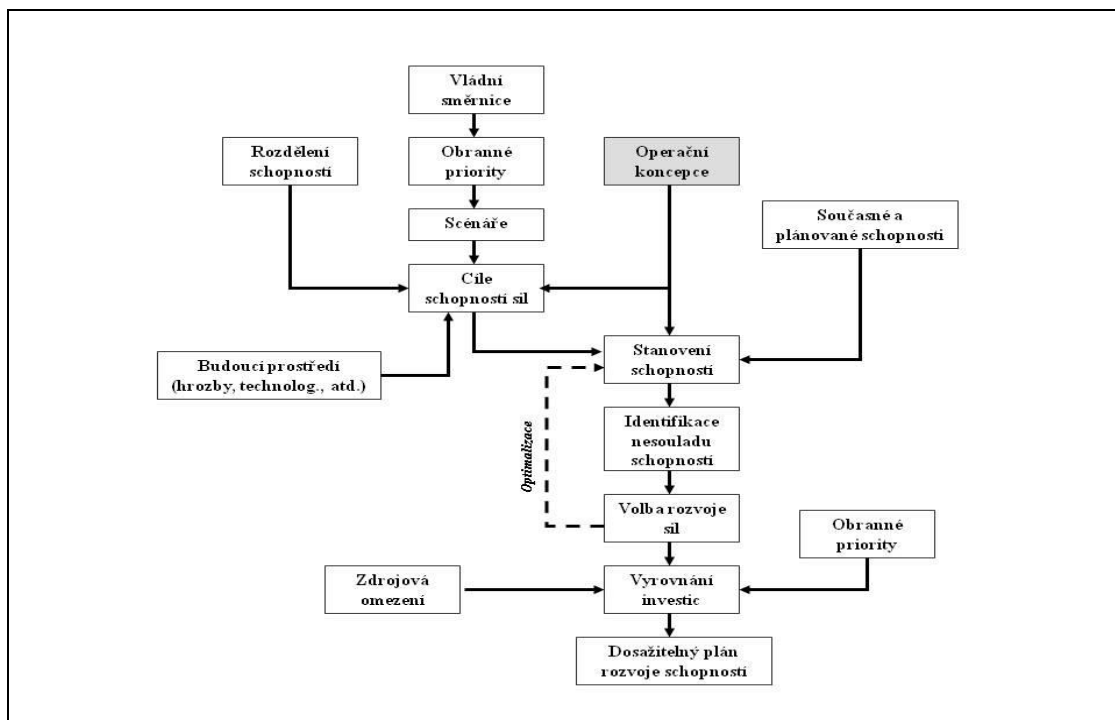 Vládní
směrnice
Rozdělení
schopností
Obranné
priority
Operační
koncepce
Scénáře
Současné a
plánované schopnosti
Cíle
schopností sil
Stanovení
schopností
Budoucí prostředí
(hrozby, technolog., atd.)
Identifikace
nesouladu
schopností
Optimalizace
Volba rozvoje
sil
Obranné
priority
Zdrojová
omezení
Vyrovnání
investic
Dosažitelný plán
rozvoje schopností